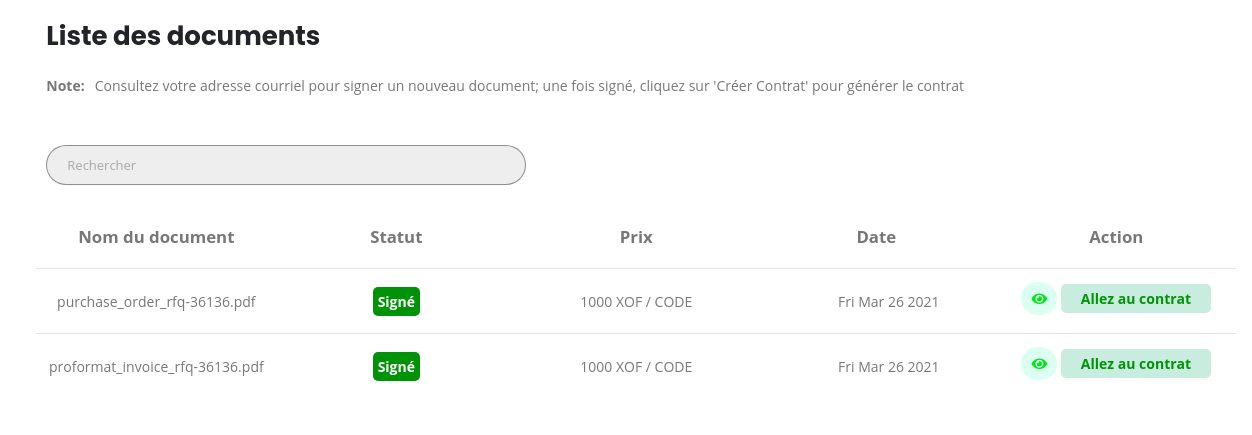 Liste des documents
Note: Consultez votre adresse courriel pour signer un nouveau document; une fois signé, cliquez sur 'Créer Contrat' pour générer le contrat
Rechercher
Nom du document Statut Prix Date Action
purchase_order_rfq-36136.pdf Signé 1000 XOF / CODE Fri Mar 26 2021 Allez au contrat
proformat_invoice_rfq-36136.pdf Signé 1000 XOF / CODE Fri Mar 26 2021 Allez au contrat